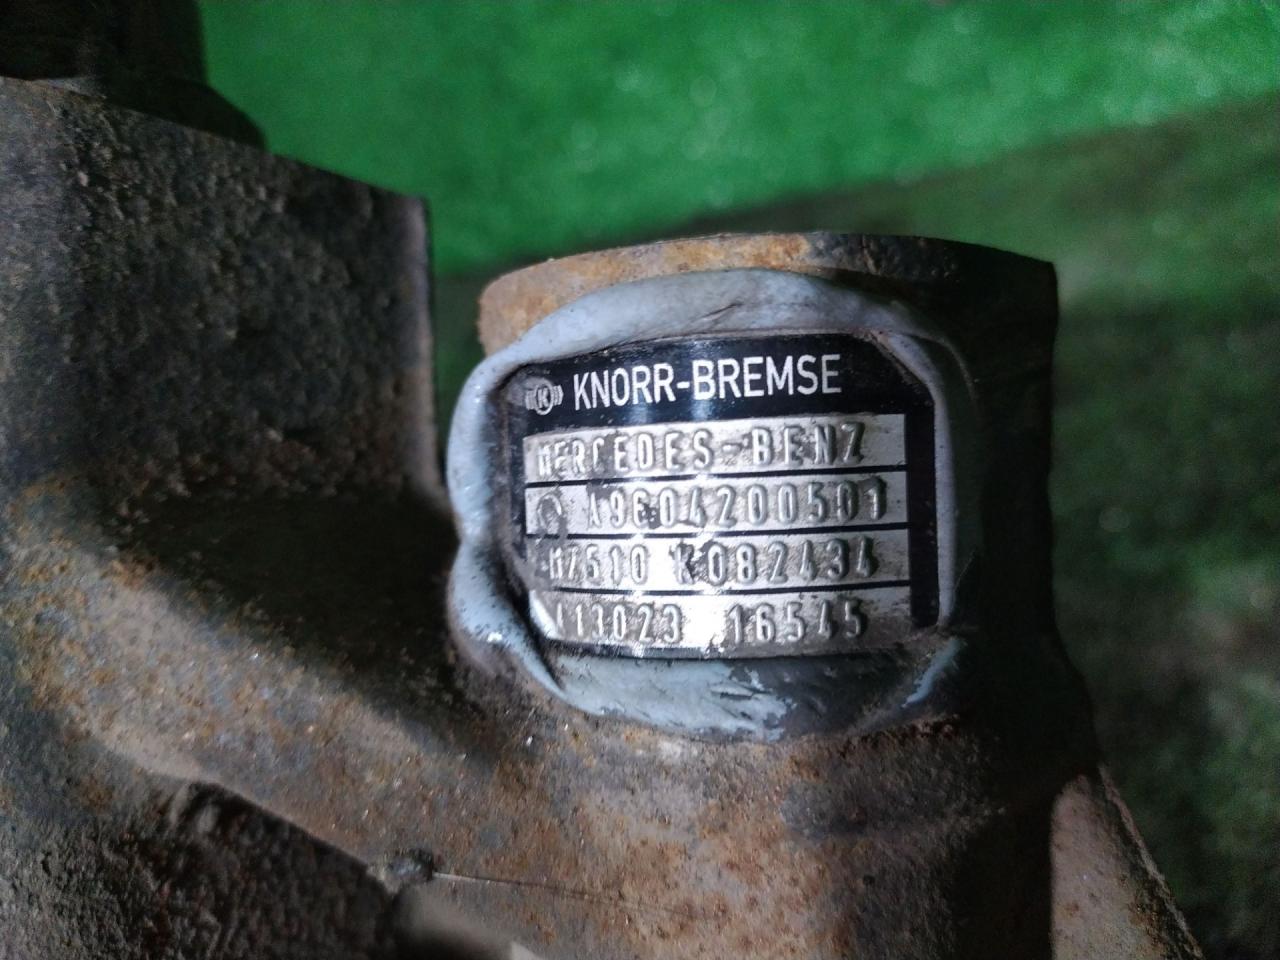 K KNORR-BREMSE
MERCEDES-BENZ
A9604200501
K082434
16545